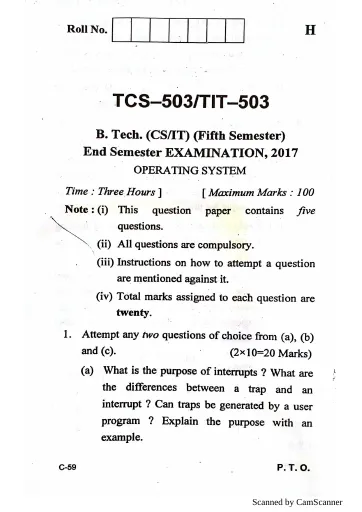 Roll No.
H
TCS–503/TIT–503
B. Tech. (CS/IT) (Fifth Semester)
End Semester EXAMINATION, 2017
OPERATING SYSTEM
Time : Three Hours ] [ Maximum Marks : 100
Note : (i) This question paper contains five
questions.
(ii) All questions are compulsory.
(iii) Instructions on how to attempt a question
are mentioned against it.
(iv) Total marks assigned to each question are
twenty.
1. Attempt any two questions of choice from (a), (b)
and (c). (2×10=20 Marks)
(a) What is the purpose of interrupts ? What are
the differences between a trap and an
interrupt ? Can traps be generated by a user
program ? Explain the purpose with an
example.
C-59 P. T. O.
Scanned by CamScanner